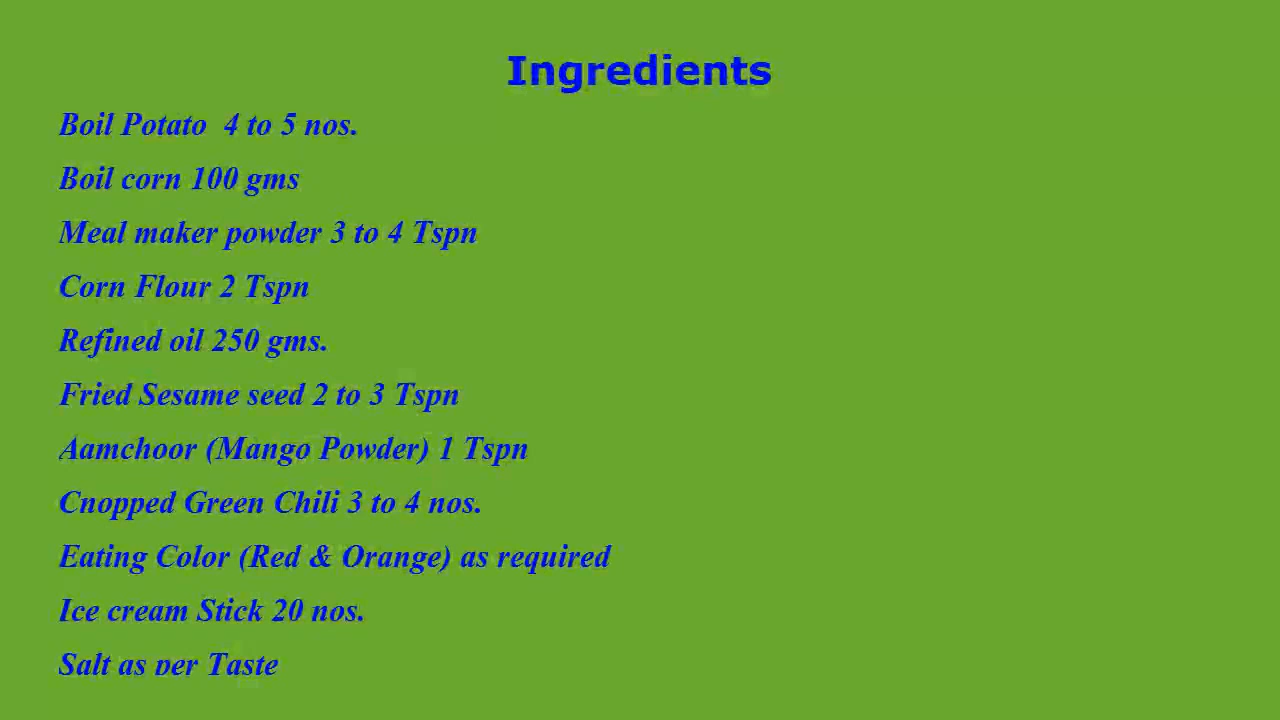 Ingredients
Boil Potato 4 to 5 nos.
Boil corn 100 gms
Meal maker powder 3 to 4 Tspn
Corn Flour 2 Tspn
Refined oil 250 gms.
Fried Sesame seed 2 to 3 Tspn
Aamchoor (Mango Powder) 1 Tspn
Cnopped Green Chili 3 to 4 nos.
Eating Color (Red & Orange) as required
Ice cream Stick 20 nos.
Salt as per Taste